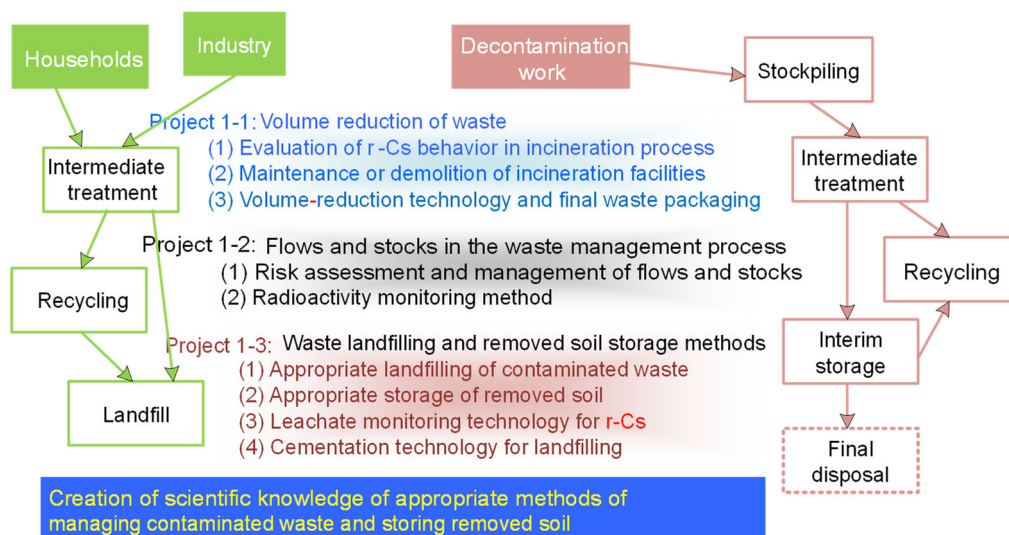 Households
Industry
Decontamination
work
Stockpiling
Project 1-1: Volume reduction of waste
(1) Evaluation of r-Cs behavior in incineration process
(2) Maintenance or demolition of incineration facilities
(3) Volume-reduction technology and final waste packaging
Intermediate
treatment
Intermediate
treatment
Project 1-2: Flows and stocks in the waste management process
(1) Risk assessment and management of flows and stocks
(2) Radioactivity monitoring method
Recycling
Recycling
Project 1-3: Waste landfilling and removed soil storage methods
(1) Appropriate landfilling of contaminated waste
(2) Appropriate storage of removed soil
(3) Leachate monitoring technology for r-Cs
(4) Cementation technology for landfilling
Interim
storage
Landfill
Final
disposal
Creation of scientific knowledge of appropriate methods of
managing contaminated waste and storing removed soil